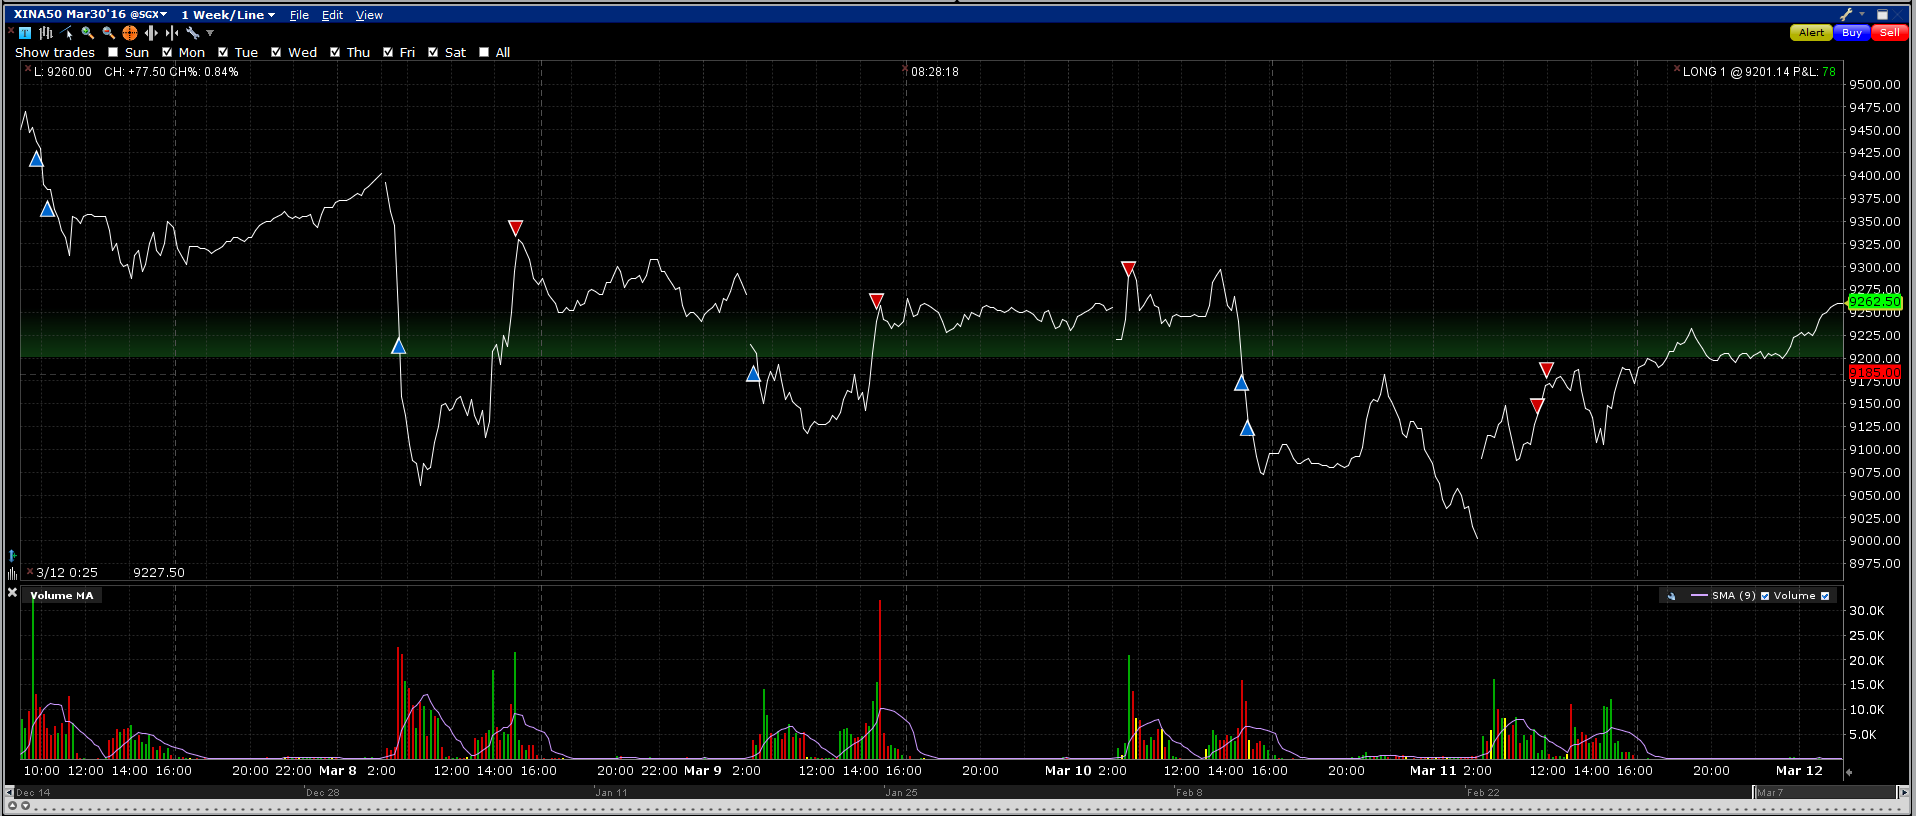 XINA50 Mar30'16 @SGX 1 Week/Line File Edit View
Alert Buy Sell
Show trades Sun Mon Tue Wed Thu Fri Sat All
L: 9260.00 CH: +77.50 CH%: 0.84% 08:28:18 LONG 1 @ 9201.14 P&L: 78
9500.00
9475.00
9450.00
9425.00
9400.00
9375.00
9350.00
9325.00
9300.00
9275.00
9262.50
9250.00
9225.00
9200.00
9185.00
9175.00
9150.00
9125.00
9100.00
9075.00
9050.00
9025.00
9000.00
8975.00
3/12 0:25 9227.50
Volume MA SMA (9) Volume
30.0K
25.0K
20.0K
15.0K
10.0K
5.0K
10:00 12:00 14:00 16:00 20:00 22:00 Mar 8 2:00 12:00 14:00 16:00 20:00 22:00 Mar 9 2:00 12:00 14:00 16:00 20:00 Mar 10 2:00 12:00 14:00 16:00 20:00 Mar 11 2:00 12:00 14:00 16:00 20:00 Mar 12
Dec 14 Dec 28 Jan 11 Jan 25 Feb 8 Feb 22 Mar 7